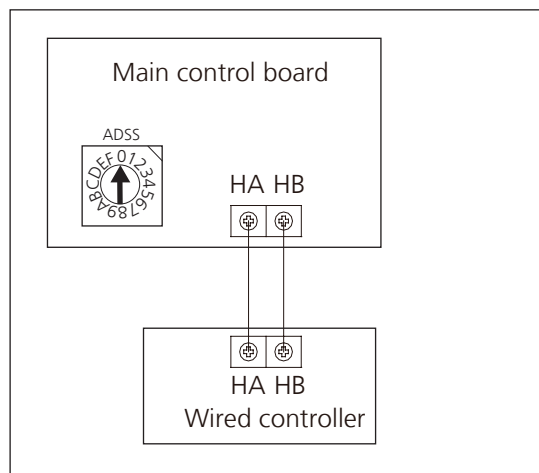 Main control board
ADSS
0123456789ABCDEF
HA HB
HA HB
Wired controller